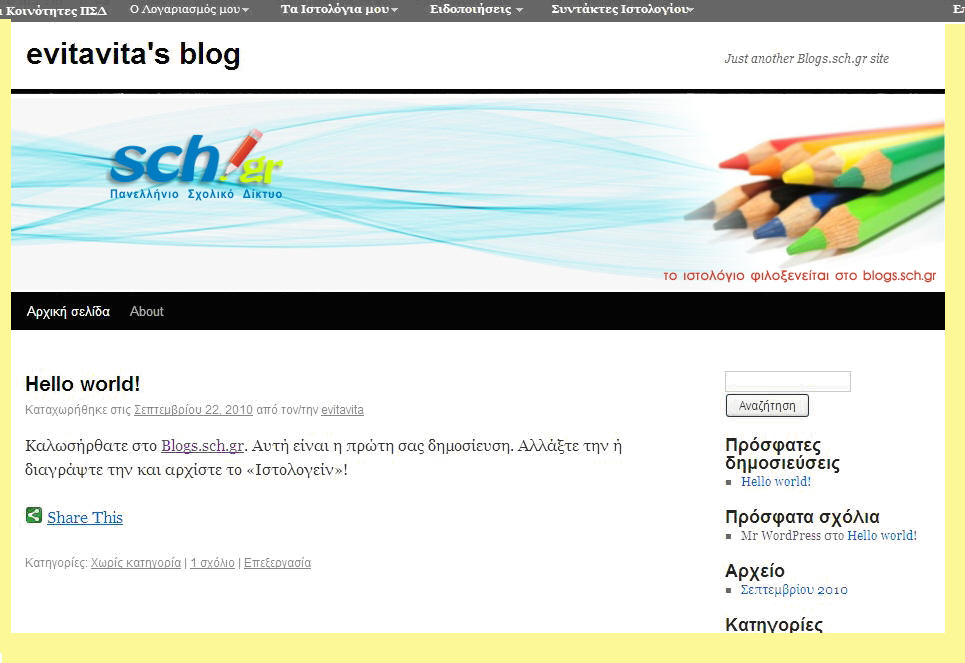 Κοινότητες ΠΣΔ Ο Λογαριασμός μου Τα Ιστολόγια μου Ειδοποιήσεις Συντάκτες Ιστολογίου
evitavita's blog
Just another Blogs.sch.gr site
sch.gr
Πανελλήνιο Σχολικό Δίκτυο
το ιστολόγιο φιλοξενείται στο blogs.sch.gr
Αρχική σελίδα About
Hello world!
Καταχωρήθηκε στις Σεπτεμβρίου 22, 2010 από τον/την evitavita
Καλωσήρθατε στο Blogs.sch.gr. Αυτή είναι η πρώτη σας δημοσίευση. Αλλάξτε την ή
διαγράψτε την και αρχίστε το «Ιστολογείν»!
Share This
Κατηγορίες: Χωρίς κατηγορία | 1 σχόλιο | Επεξεργασία
Αναζήτηση
Πρόσφατες
δημοσιεύσεις
Hello world!
Πρόσφατα σχόλια
Mr WordPress στο Hello world!
Αρχείο
Σεπτεμβρίου 2010
Κατηγορίες